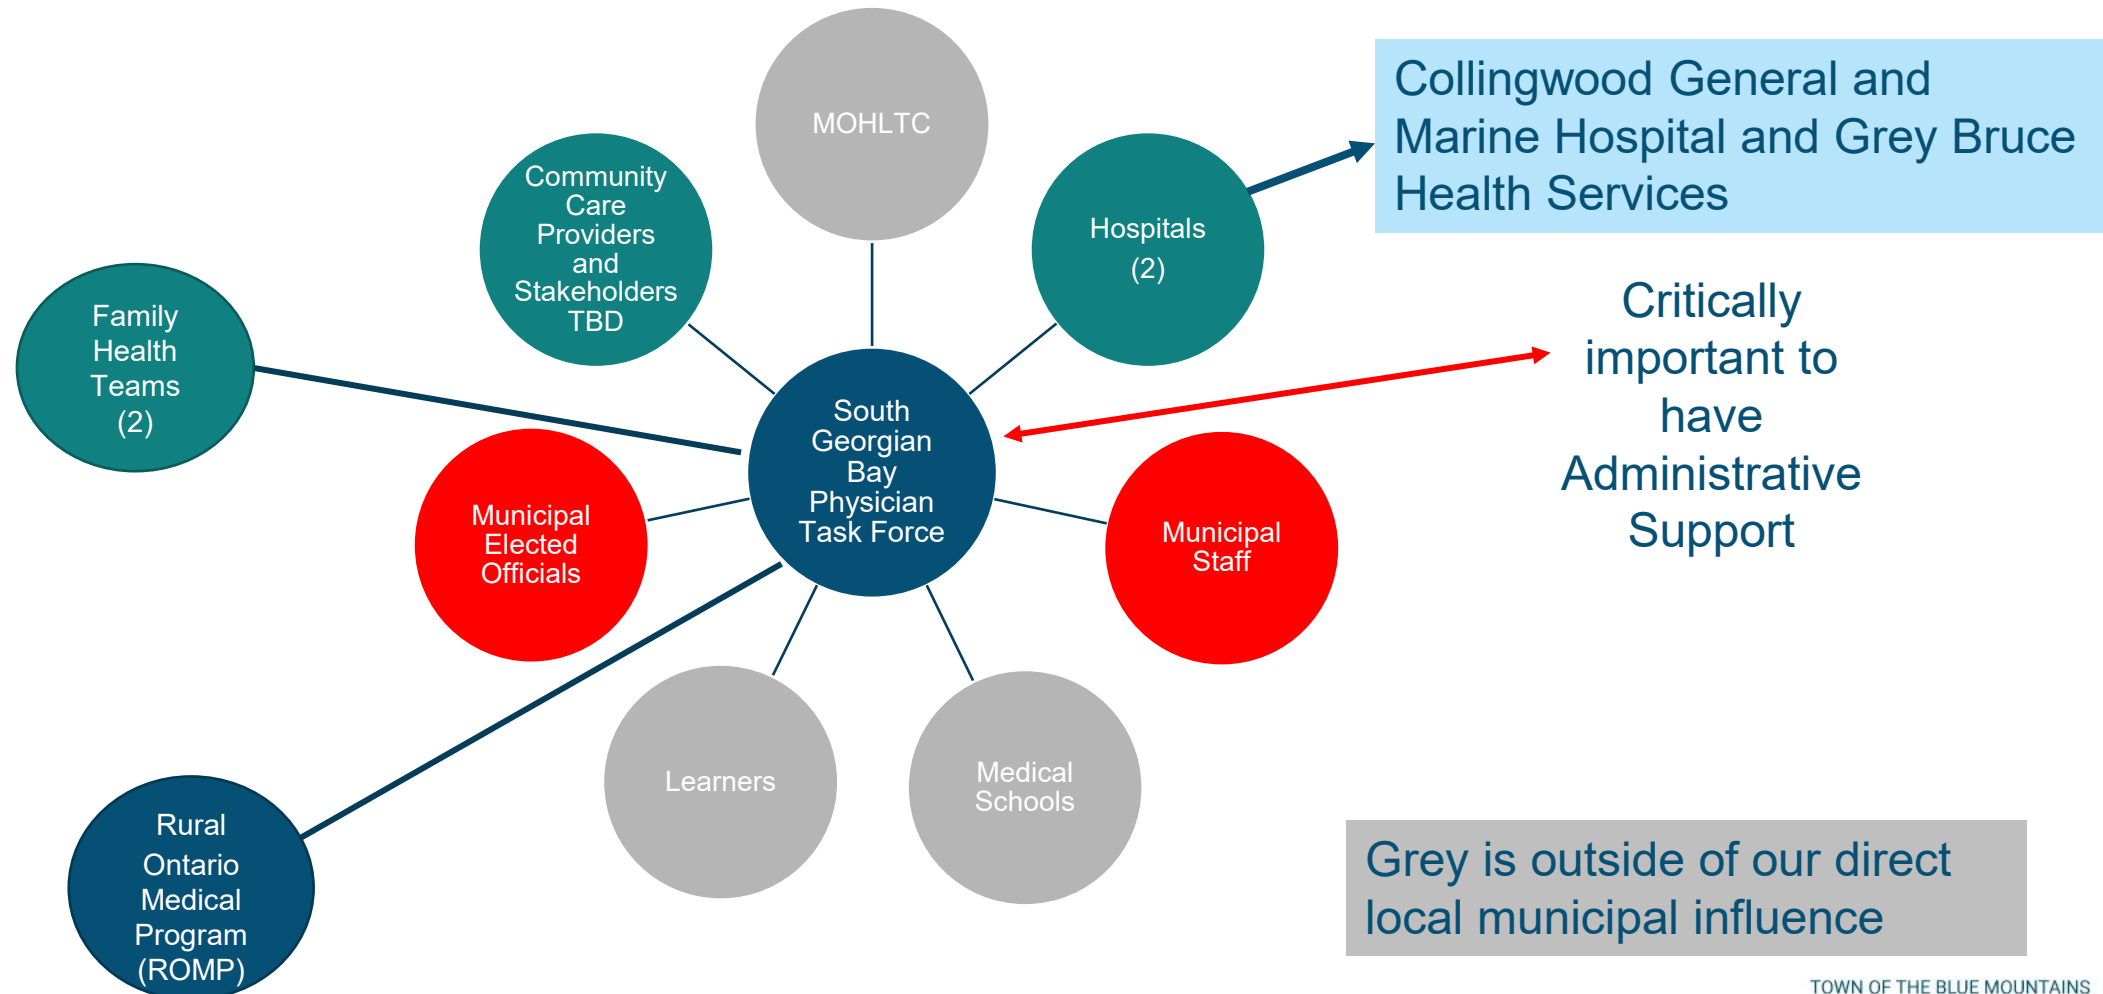 MOHLTC
Collingwood General and
Marine Hospital and Grey Bruce
Health Services
Community
Care
Providers
and
Stakeholders
TBD
Hospitals
(2)
Family
Health
Teams
(2)
Critically
important to
have
Administrative
Support
South
Georgian
Bay
Physician
Task Force
Municipal
Elected
Officials
Municipal
Staff
Learners
Medical
Schools
Rural
Ontario
Medical
Program
(ROMP)
Grey is outside of our direct
local municipal influence
TOWN OF THE BLUE MOUNTAINS